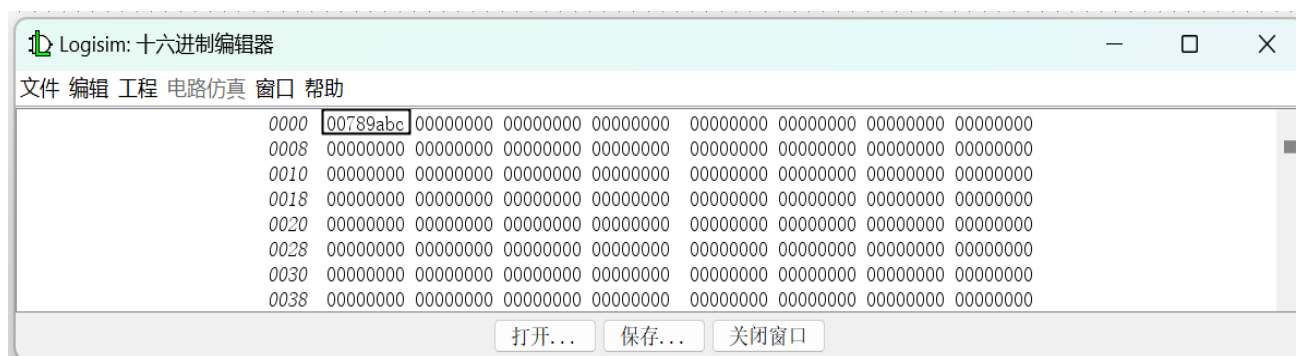 Logisim: 十六进制编辑器
文件 编辑 工程 电路仿真 窗口 帮助
0000 00789abc 00000000 00000000 00000000 00000000 00000000 00000000 00000000
0008 00000000 00000000 00000000 00000000 00000000 00000000 00000000 00000000
0010 00000000 00000000 00000000 00000000 00000000 00000000 00000000 00000000
0018 00000000 00000000 00000000 00000000 00000000 00000000 00000000 00000000
0020 00000000 00000000 00000000 00000000 00000000 00000000 00000000 00000000
0028 00000000 00000000 00000000 00000000 00000000 00000000 00000000 00000000
0030 00000000 00000000 00000000 00000000 00000000 00000000 00000000 00000000
0038 00000000 00000000 00000000 00000000 00000000 00000000 00000000 00000000
打开... 保存... 关闭窗口